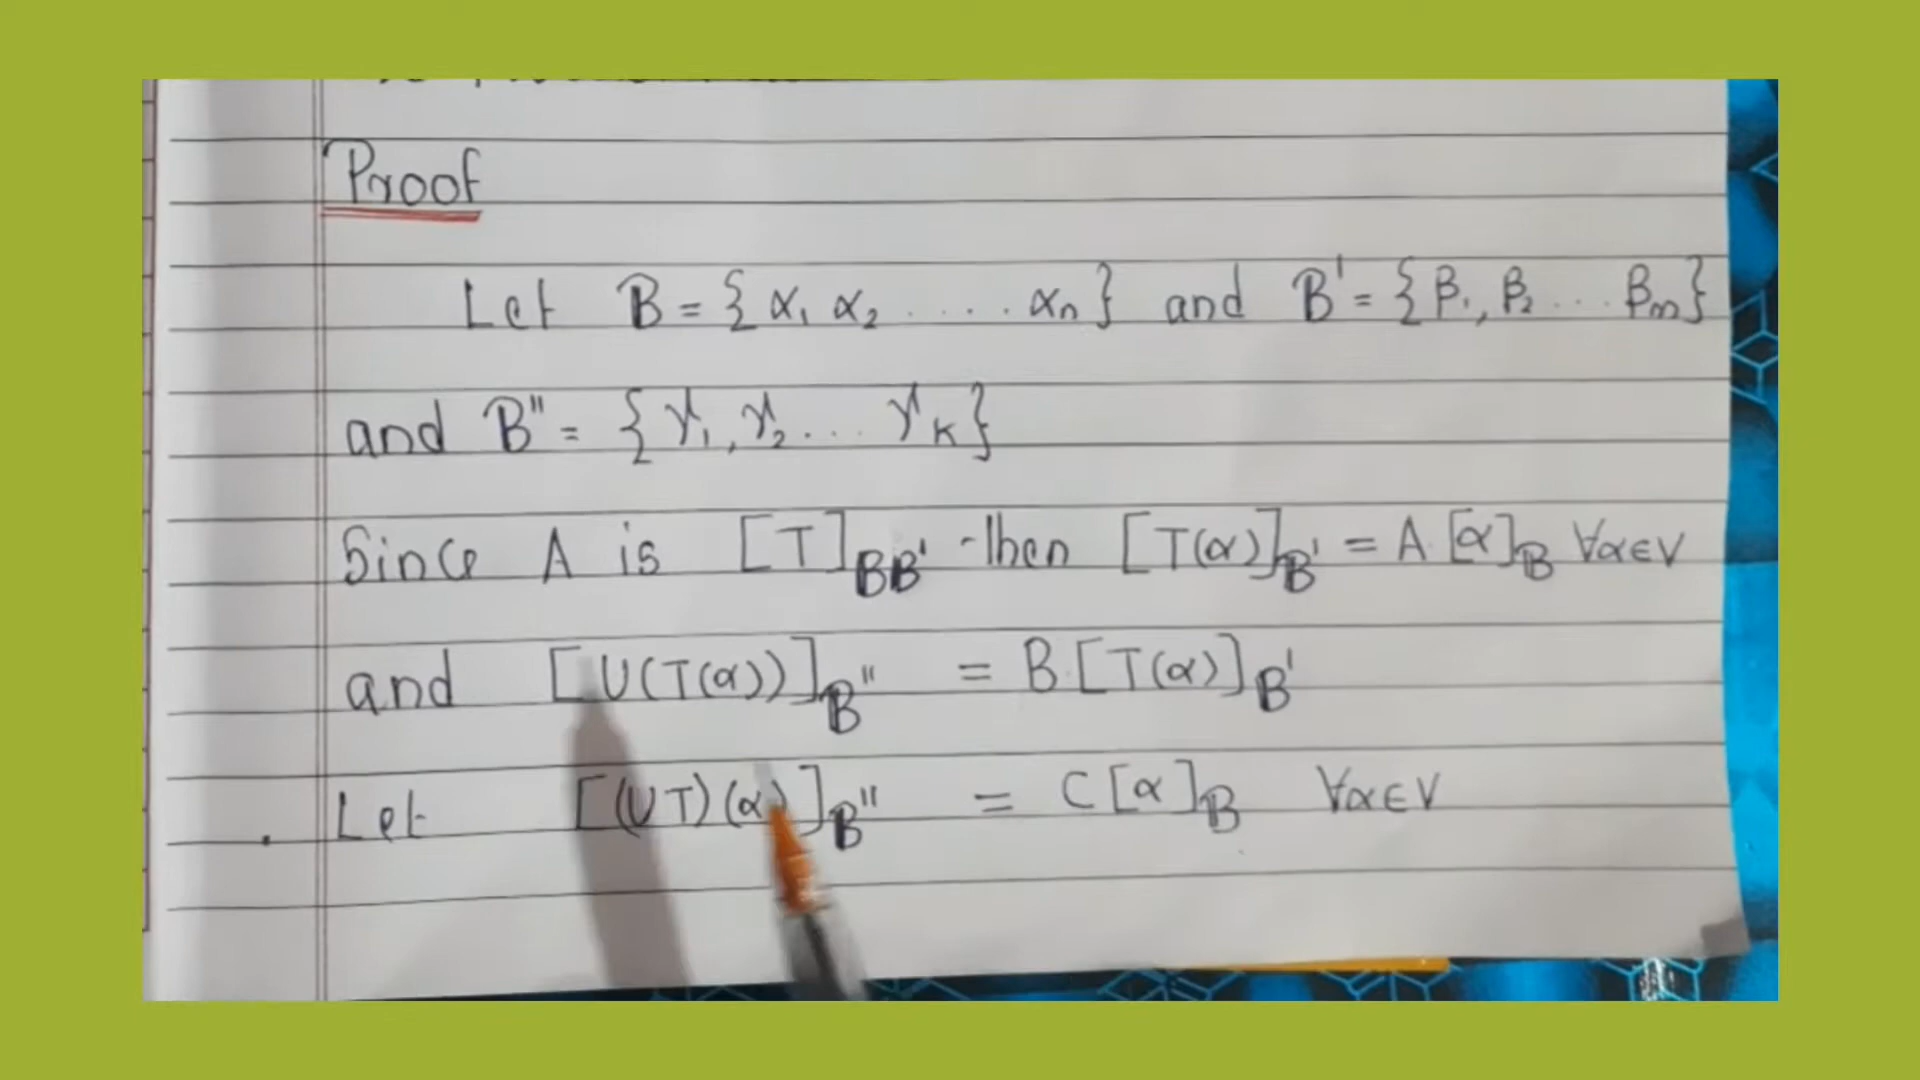 Proof
Let B = { α₁ α₂ .... αₙ } and B' = { β₁, β₂ ... βₘ }
and B'' = { γ₁, γ₂ ... γₖ }
Since A is [T]BB' then [T(α)]B' = A [α]B ∀α∈V
and [U(T(α))]B'' = B [T(α)]B'
. Let [(UT)(α)]B'' = C[α]B ∀α∈V